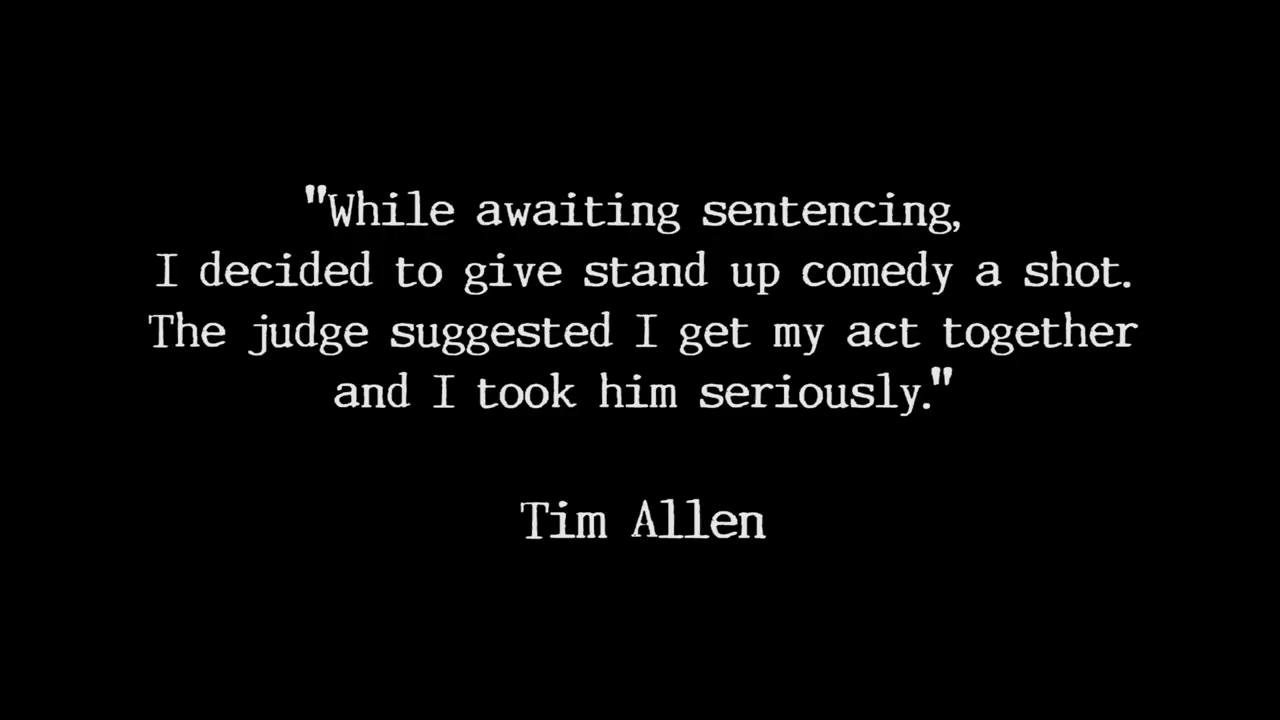 "While awaiting sentencing,
I decided to give stand up comedy a shot.
The judge suggested I get my act together
and I took him seriously."
Tim Allen